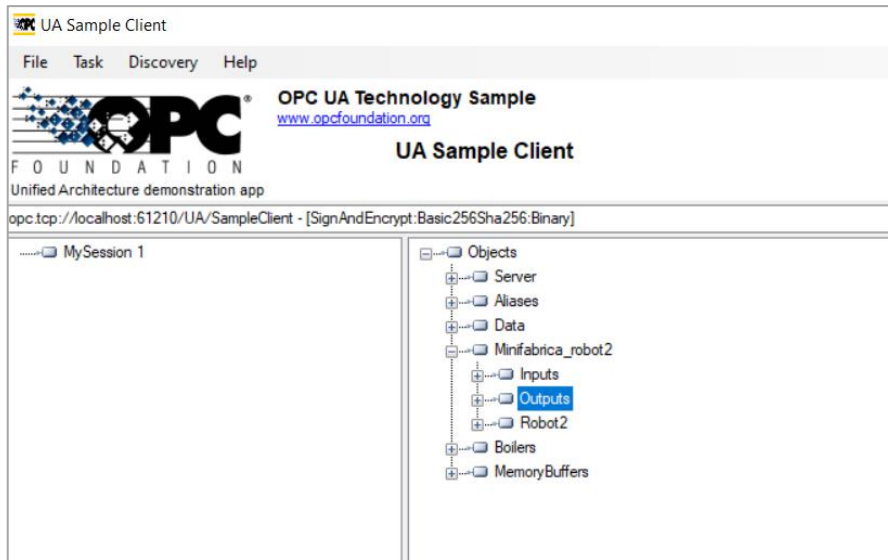 UA Sample Client
File Task Discovery Help
OPC®
FOUNDATION
Unified Architecture demonstration app
OPC UA Technology Sample
www.opcfoundation.org
UA Sample Client
opc.tcp://localhost:61210/UA/SampleClient - [SignAndEncrypt:Basic256Sha256:Binary]
MySession 1
Objects
Server
Aliases
Data
Minifabrica_robot2
Inputs
Outputs
Robot2
Boilers
MemoryBuffers